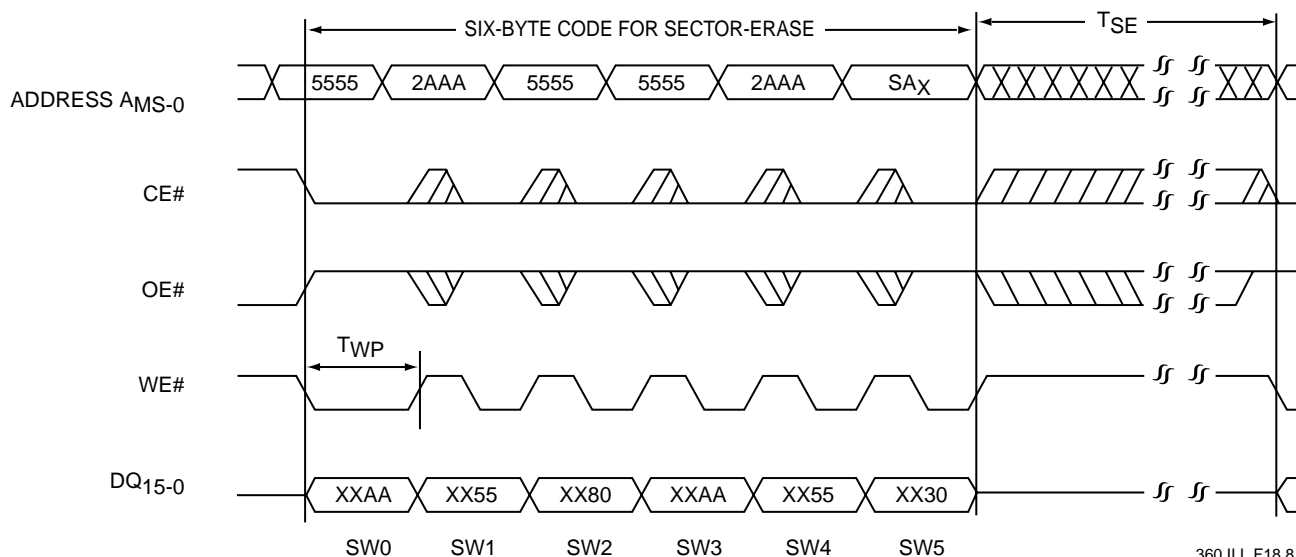 SIX-BYTE CODE FOR SECTOR-ERASE TSE
ADDRESS AMS-0 5555 2AAA 5555 5555 2AAA SAX
CE#
OE#
TWP
WE#
DQ15-0 XXAA XX55 XX80 XXAA XX55 XX30
SW0 SW1 SW2 SW3 SW4 SW5
360 ILL F18.8